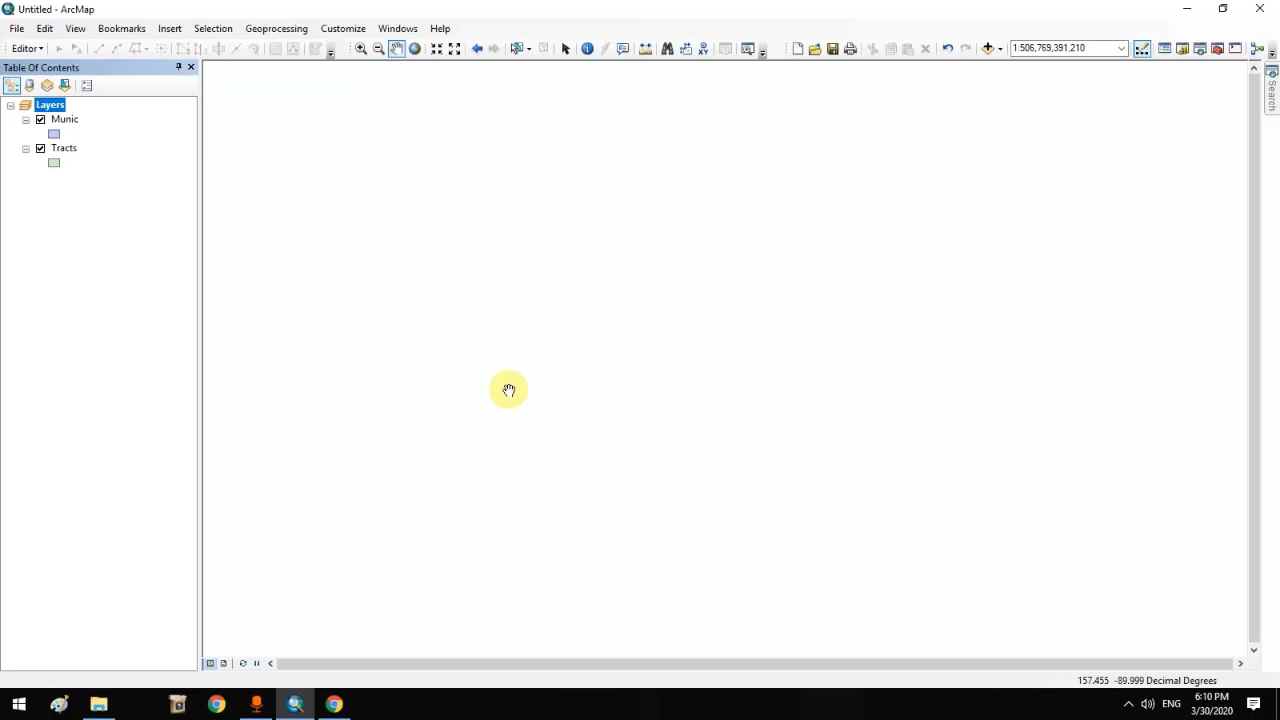 Untitled - ArcMap
File Edit View Bookmarks Insert Selection Geoprocessing Customize Windows Help
Editor 1:506,769,391,210
Table Of Contents
Search
Layers
Munic
Tracts
157.455 -89.999 Decimal Degrees
ENG
6:10 PM
3/30/2020